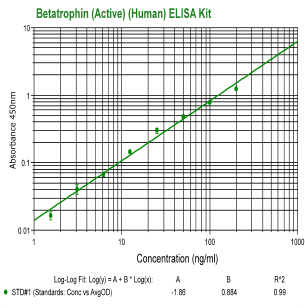 Betatrophin (Active) (Human) ELISA Kit
10
1
0.1
0.01
Absorbance 450nm
1
10
100
1000
Concentration (ng/ml)
Log-Log Fit: Log(y) = A + B * Log(x): A B R^2
STD#1 (Standards: Conc vs AvgOD) -1.86 0.884 0.99